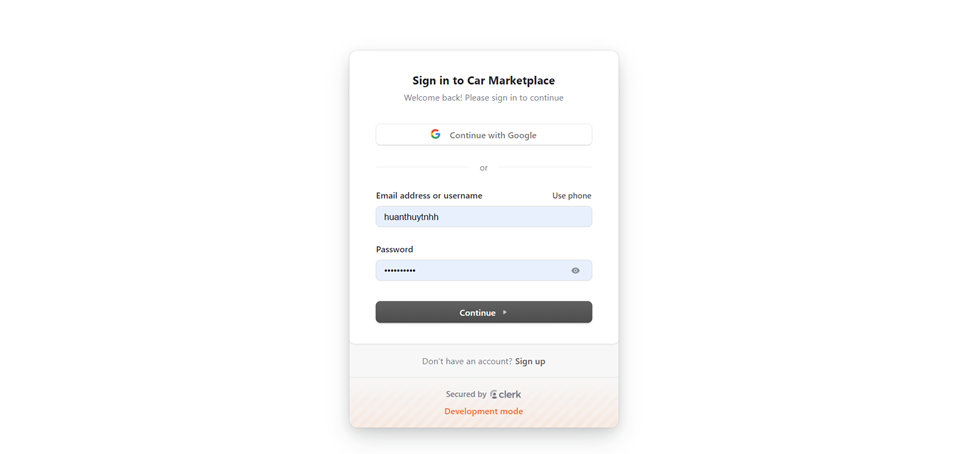 Sign in to Car Marketplace
Welcome back! Please sign in to continue
Continue with Google
or
Email address or username Use phone
huanthuytnhh
Password
••••••••••
Continue
Don't have an account? Sign up
Secured by clerk
Development mode